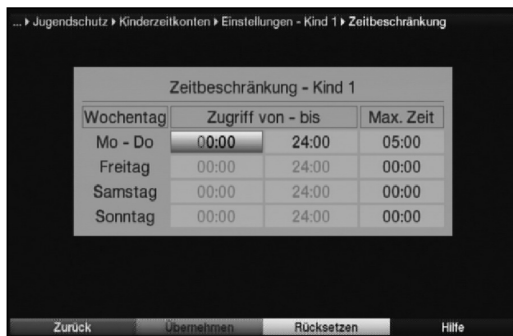 ... ▸ Jugendschutz ▸ Kinderzeitkonten ▸ Einstellungen - Kind 1 ▸ Zeitbeschränkung
Zeitbeschränkung - Kind 1
Wochentag Zugriff von - bis Max. Zeit
Mo - Do 00:00 24:00 05:00
Freitag 00:00 24:00 00:00
Samstag 00:00 24:00 00:00
Sonntag 00:00 24:00 00:00
Zurück Übernehmen Rücksetzen Hilfe